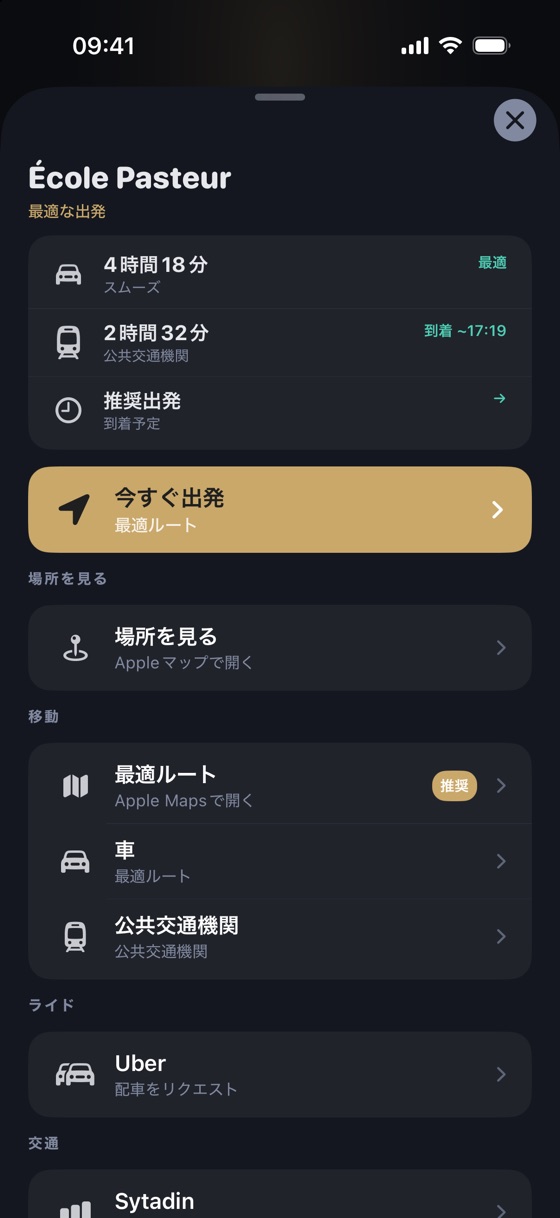 09:41
École Pasteur
最適な出発
4時間18分
最適
スムーズ
2時間32分
到着 ~17:19
公共交通機関
推奨出発
→
到着予定
今すぐ出発
最適ルート
場所を見る
場所を見る
Appleマップで開く
移動
最適ルート
推奨
Apple Mapsで開く
車
最適ルート
公共交通機関
公共交通機関
ライド
Uber
配車をリクエスト
交通
Sytadin